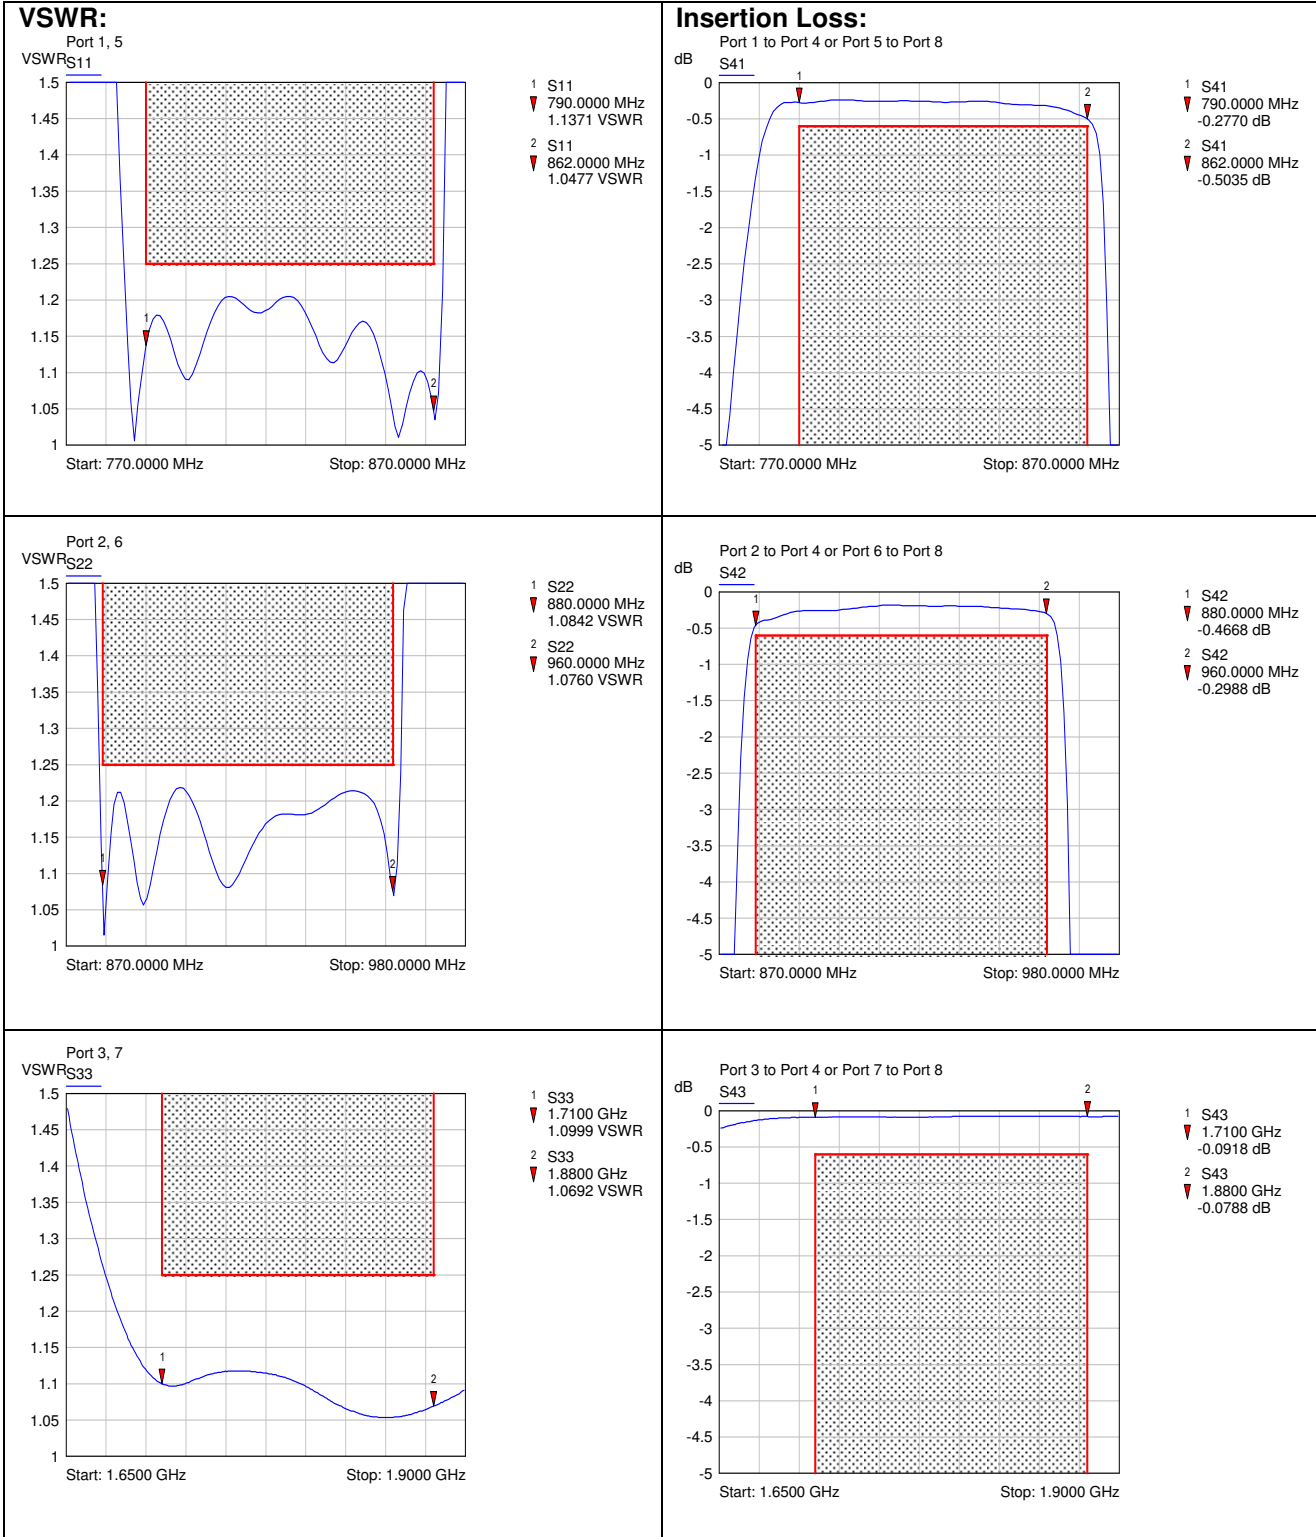 VSWR:
Port 1, 5
VSWR
S11
1.5
1.45
1.4
1.35
1.3
1.25
1.2
1.15
1.1
1.05
1
1
2
Start: 770.0000 MHz
Stop: 870.0000 MHz
1 S11
790.0000 MHz
1.1371 VSWR
2 S11
862.0000 MHz
1.0477 VSWR
Insertion Loss:
Port 1 to Port 4 or Port 5 to Port 8
dB
S41
0
-0.5
-1
-1.5
-2
-2.5
-3
-3.5
-4
-4.5
-5
1
2
Start: 770.0000 MHz
Stop: 870.0000 MHz
1 S41
790.0000 MHz
-0.2770 dB
2 S41
862.0000 MHz
-0.5035 dB
Port 2, 6
VSWR
S22
1.5
1.45
1.4
1.35
1.3
1.25
1.2
1.15
1.1
1.05
1
1
2
Start: 870.0000 MHz
Stop: 980.0000 MHz
1 S22
880.0000 MHz
1.0842 VSWR
2 S22
960.0000 MHz
1.0760 VSWR
Port 2 to Port 4 or Port 6 to Port 8
dB
S42
0
-0.5
-1
-1.5
-2
-2.5
-3
-3.5
-4
-4.5
-5
1
2
Start: 870.0000 MHz
Stop: 980.0000 MHz
1 S42
880.0000 MHz
-0.4668 dB
2 S42
960.0000 MHz
-0.2988 dB
Port 3, 7
VSWR
S33
1.5
1.45
1.4
1.35
1.3
1.25
1.2
1.15
1.1
1.05
1
1
2
Start: 1.6500 GHz
Stop: 1.9000 GHz
1 S33
1.7100 GHz
1.0999 VSWR
2 S33
1.8800 GHz
1.0692 VSWR
Port 3 to Port 4 or Port 7 to Port 8
dB
S43
0
-0.5
-1
-1.5
-2
-2.5
-3
-3.5
-4
-4.5
-5
1
2
Start: 1.6500 GHz
Stop: 1.9000 GHz
1 S43
1.7100 GHz
-0.0918 dB
2 S43
1.8800 GHz
-0.0788 dB